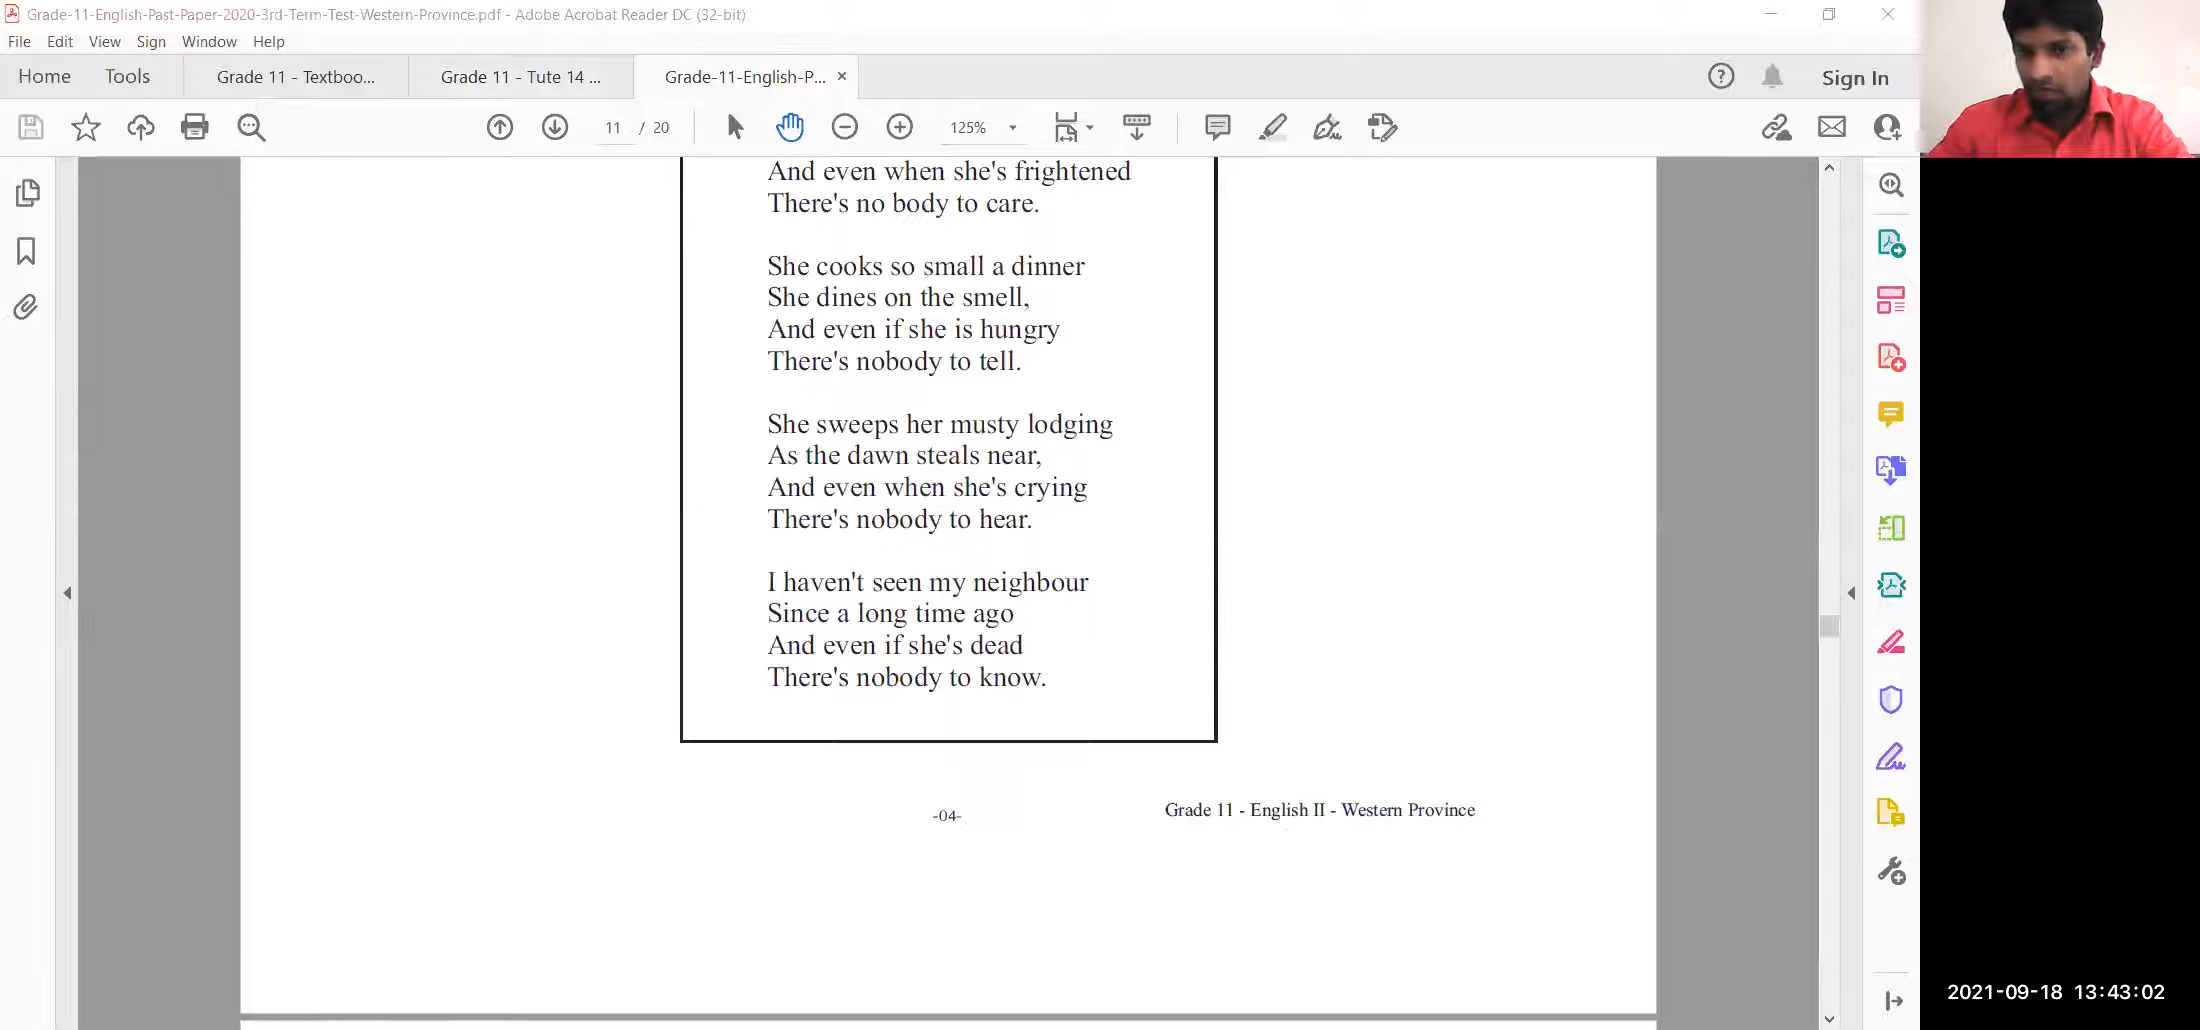 Grade-11-English-Past-Paper-2020-3rd-Term-Test-Western-Province.pdf - Adobe Acrobat Reader DC (32-bit)
File Edit View Sign Window Help
Home Tools Grade 11 - Textboo... Grade 11 - Tute 14 ... Grade-11-English-P... × Sign In
11 / 20 125%
And even when she's frightened
There's no body to care.
She cooks so small a dinner
She dines on the smell,
And even if she is hungry
There's nobody to tell.
She sweeps her musty lodging
As the dawn steals near,
And even when she's crying
There's nobody to hear.
I haven't seen my neighbour
Since a long time ago
And even if she's dead
There's nobody to know.
-04-
Grade 11 - English II - Western Province
2021-09-18 13:43:02